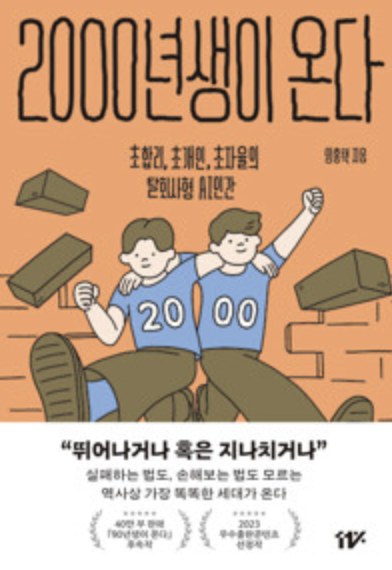 2000년생이 온다
초합리, 초개인, 초자율의
탈회사형 AI인간
임홍택 지음
20 00
“뛰어나거나 혹은 지나치거나”
실패하는 법도, 손해보는 법도 모르는
역사상 가장 똑똑한 세대가 온다
★★★★★
40만 부 판매
「90년생이 온다」
후속작
★★★★★
2023
우수출판콘텐츠
선정작